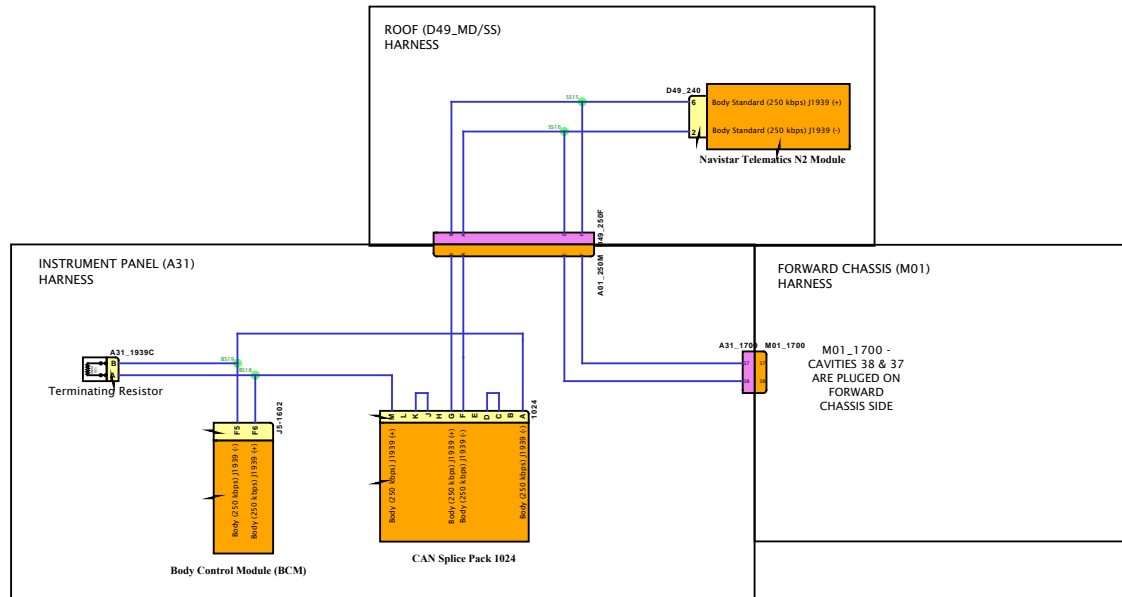 ROOF (D49_MD/SS)
HARNESS
D49_240
SS15
6
Body Standard (250 kbps) J1939 (+)
SS16
2
Body Standard (250 kbps) J1939 (-)
Navistar Telematics N2 Module
D49_250F
A01_250M
INSTRUMENT PANEL (A31)
HARNESS
FORWARD CHASSIS (M01)
HARNESS
A31_1939C
B
A
Terminating Resistor
BS19
BS18
A31_1700
M01_1700
37
37
38
38
M01_1700 -
CAVITIES 38 & 37
ARE PLUGED ON
FORWARD
CHASSIS SIDE
F5
F6
J5-1602
Body (250 kbps) J1939 (-)
Body (250 kbps) J1939 (+)
Body Control Module (BCM)
M
L
K
J
H
G
F
E
D
C
B
A
1024
Body (250 kbps) J1939 (+)
Body (250 kbps) J1939 (+)
Body (250 kbps) J1939 (-)
Body (250 kbps) J1939 (-)
CAN Splice Pack 1024